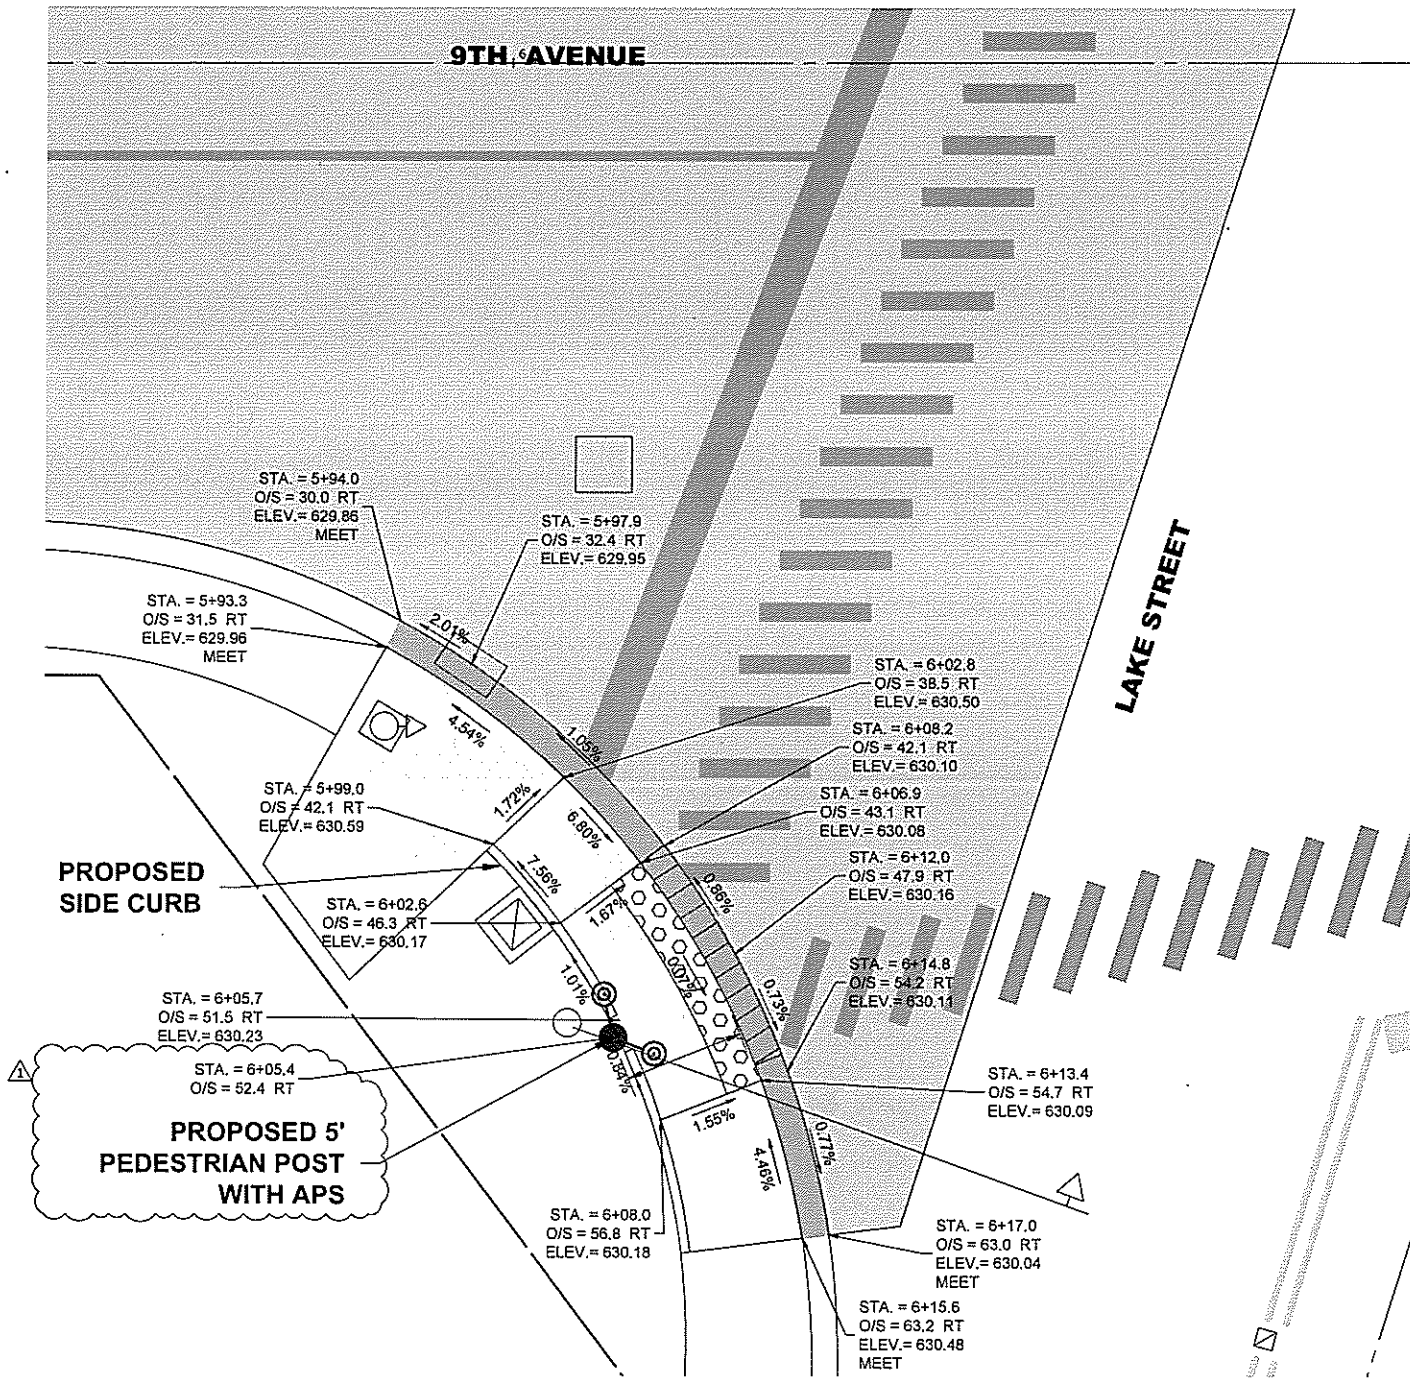 9TH AVENUE
6
STA. = 5+94.0
O/S = 30.0 RT
ELEV.= 629.86
MEET
STA. = 5+97.9
O/S = 32.4 RT
ELEV.= 629.95
STA. = 5+93.3
O/S = 31.5 RT
ELEV.= 629.96
MEET
2.01%
LAKE STREET
STA. = 6+02.8
O/S = 38.5 RT
ELEV.= 630.50
4.54%
1.05%
STA. = 6+08.2
O/S = 42.1 RT
ELEV.= 630.10
STA. = 5+99.0
O/S = 42.1 RT
ELEV.= 630.59
1.72%
6.80%
STA. = 6+06.9
O/S = 43.1 RT
ELEV.= 630.08
PROPOSED
SIDE CURB
7.56%
STA. = 6+12.0
O/S = 47.9 RT
ELEV.= 630.16
0.86%
STA. = 6+02.6
O/S = 46.3 RT
ELEV.= 630.17
1.67%
STA. = 6+14.8
O/S = 54.2 RT
ELEV.= 630.11
1.01%
0.07%
0.73%
STA. = 6+05.7
O/S = 51.5 RT
ELEV.= 630.23
1
STA. = 6+05.4
O/S = 52.4 RT
0.84%
STA. = 6+13.4
O/S = 54.7 RT
ELEV.= 630.09
PROPOSED 5'
PEDESTRIAN POST
WITH APS
1.55%
4.46%
0.77%
STA. = 6+08.0
O/S = 56.8 RT
ELEV.= 630.18
STA. = 6+17.0
O/S = 63.0 RT
ELEV.= 630.04
MEET
STA. = 6+15.6
O/S = 63.2 RT
ELEV.= 630.48
MEET